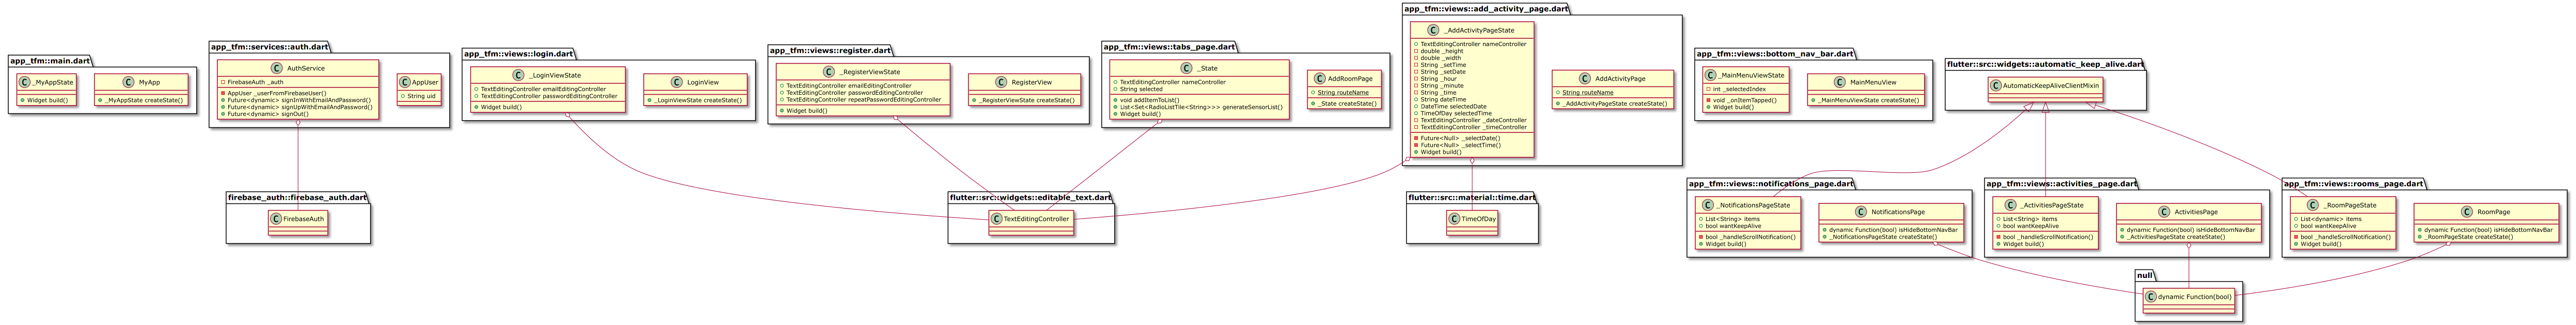 app_tfm::main.dart
C _MyAppState
Widget build()
C MyApp
_MyAppState createState()
app_tfm::services::auth.dart
C AuthService
FirebaseAuth _auth
AppUser _userFromFirebaseUser()
Future<dynamic> signInWithEmailAndPassword()
Future<dynamic> signUpWithEmailAndPassword()
Future<dynamic> signOut()
C AppUser
String uid
app_tfm::views::login.dart
C _LoginViewState
TextEditingController emailEditingController
TextEditingController passwordEditingController
Widget build()
C LoginView
_LoginViewState createState()
app_tfm::views::register.dart
C _RegisterViewState
TextEditingController emailEditingController
TextEditingController passwordEditingController
TextEditingController repeatPasswordEditingController
Widget build()
C RegisterView
_RegisterViewState createState()
app_tfm::views::tabs_page.dart
C _State
TextEditingController nameController
String selected
void addItemToList()
List<Set<RadioListTile<String>>> generateSensorList()
Widget build()
C AddRoomPage
String routeName
_State createState()
app_tfm::views::add_activity_page.dart
C _AddActivityPageState
TextEditingController nameController
double _height
double _width
String _setTime
String _setDate
String _hour
String _minute
String _time
String dateTime
DateTime selectedDate
TimeOfDay selectedTime
TextEditingController _dateController
TextEditingController _timeController
Future<Null> _selectDate()
Future<Null> _selectTime()
Widget build()
C AddActivityPage
String routeName
_AddActivityPageState createState()
app_tfm::views::bottom_nav_bar.dart
C _MainMenuViewState
int _selectedIndex
void _onItemTapped()
Widget build()
C MainMenuView
_MainMenuViewState createState()
flutter::src::widgets::automatic_keep_alive.dart
C AutomaticKeepAliveClientMixin
firebase_auth::firebase_auth.dart
C FirebaseAuth
flutter::src::widgets::editable_text.dart
C TextEditingController
flutter::src::material::time.dart
C TimeOfDay
app_tfm::views::notifications_page.dart
C _NotificationsPageState
List<String> items
bool wantKeepAlive
bool _handleScrollNotification()
Widget build()
C NotificationsPage
dynamic Function(bool) isHideBottomNavBar
_NotificationsPageState createState()
app_tfm::views::activities_page.dart
C _ActivitiesPageState
List<String> items
bool wantKeepAlive
bool _handleScrollNotification()
Widget build()
C ActivitiesPage
dynamic Function(bool) isHideBottomNavBar
_ActivitiesPageState createState()
app_tfm::views::rooms_page.dart
C _RoomPageState
List<dynamic> items
bool wantKeepAlive
bool _handleScrollNotification()
Widget build()
C RoomPage
dynamic Function(bool) isHideBottomNavBar
_RoomPageState createState()
null
C dynamic Function(bool)